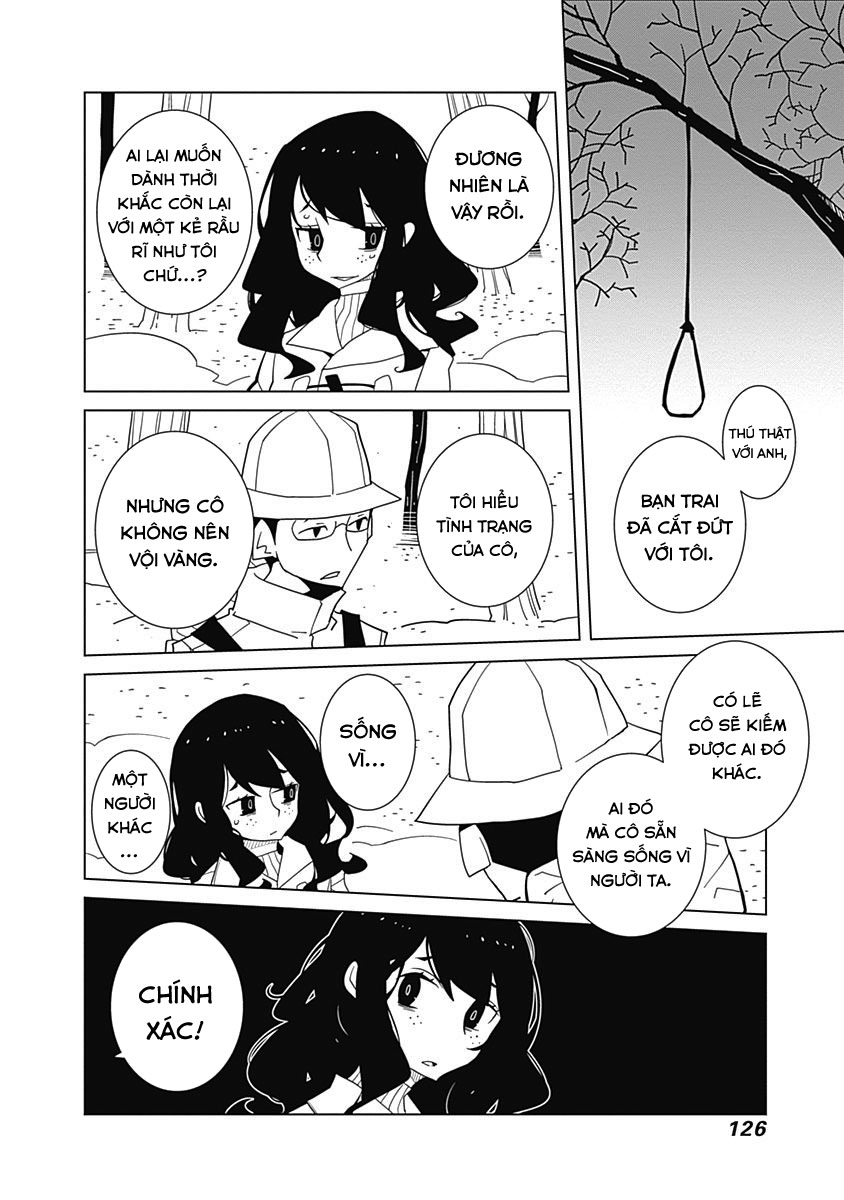 THÚ THẬT
VỚI ANH,
BẠN TRAI
ĐÃ CẮT ĐỨT
VỚI TÔI.
ĐƯƠNG
NHIÊN LÀ
VẬY RỒI.
AI LẠI MUỐN
DÀNH THỜI
KHẮC CÒN LẠI
VỚI MỘT KẺ RẦU
RĨ NHƯ TÔI
CHỨ...?
TÔI HIỂU
TÌNH TRẠNG
CỦA CÔ,
NHƯNG CÔ
KHÔNG NÊN
VỘI VÀNG.
CÓ LẼ
CÔ SẼ KIẾM
ĐƯỢC AI ĐÓ
KHÁC.
AI ĐÓ
MÀ CÔ SẴN
SÀNG SỐNG VÌ
NGƯỜI TA.
SỐNG
VÌ...
MỘT
NGƯỜI
KHÁC
...
CHÍNH
XÁC!
126